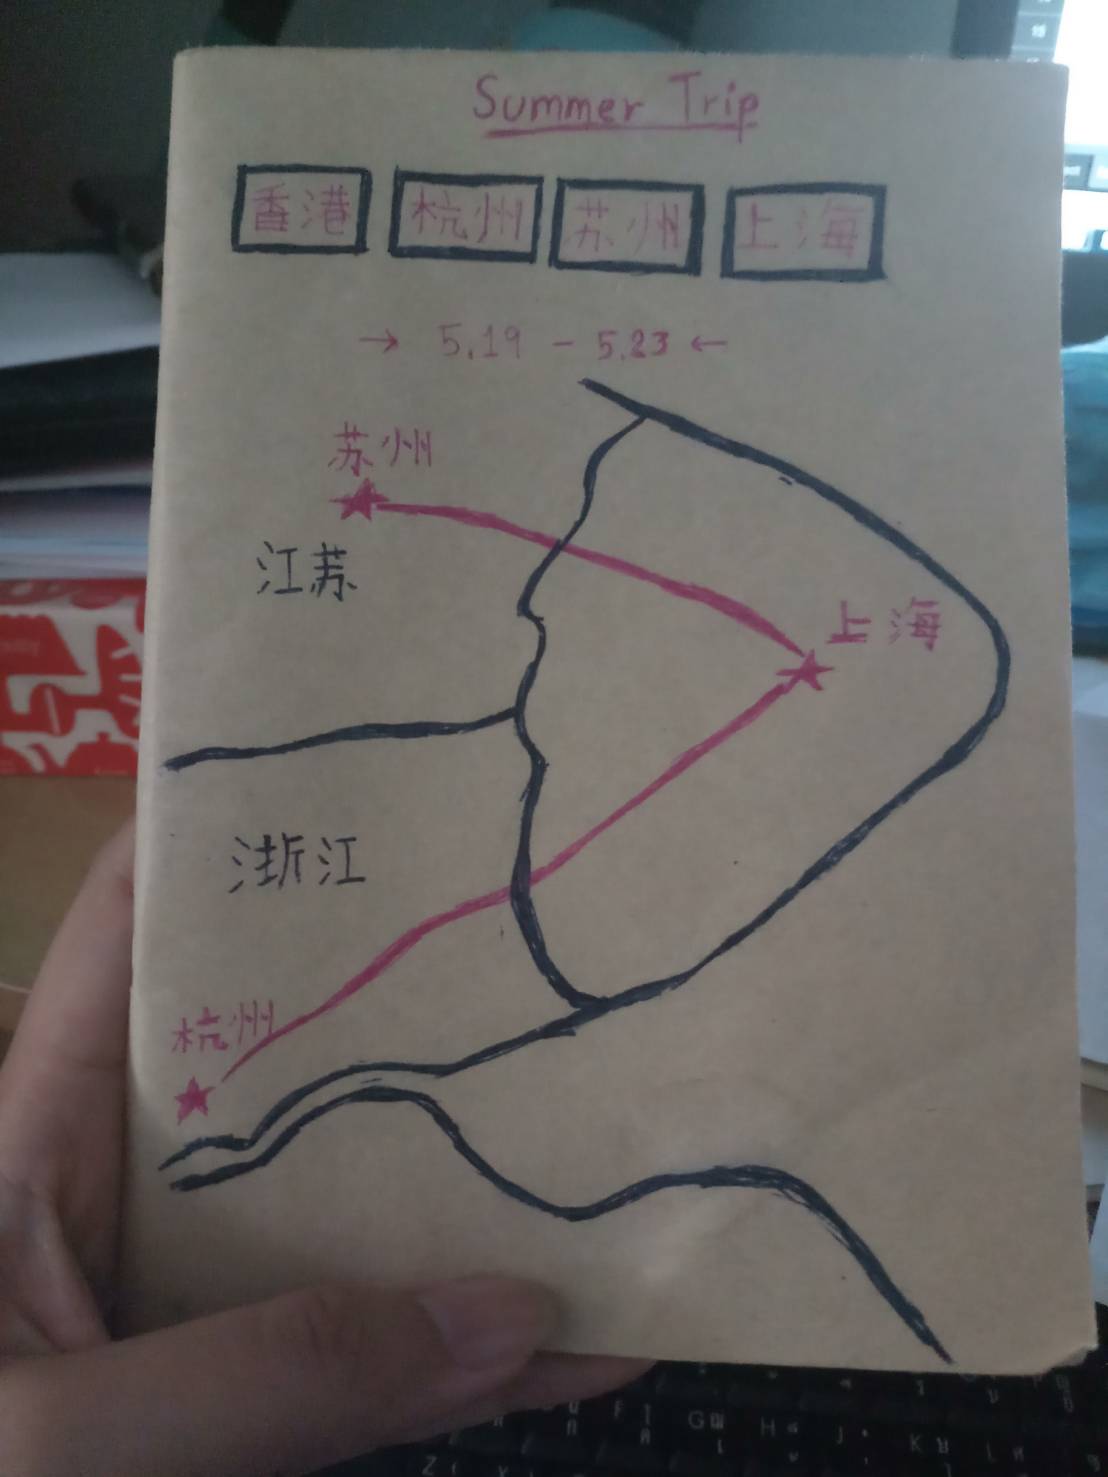 Summer Trip
香港 杭州 苏州 上海
→ 5.19 - 5.23 ←
苏州
江苏
上海
浙江
杭州
G H J K L
Z